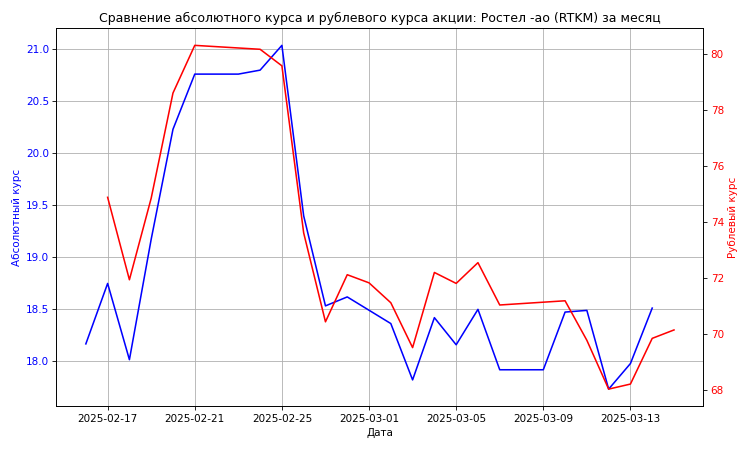 Сравнение абсолютного курса и рублевого курса акции: Ростел -ао (RTKM) за месяц
21.0
20.5
20.0
19.5
19.0
18.5
18.0
Абсолютный курс
80
78
76
74
72
70
68
Рублевый курс
2025-02-17 2025-02-21 2025-02-25 2025-03-01 2025-03-05 2025-03-09 2025-03-13
Дата